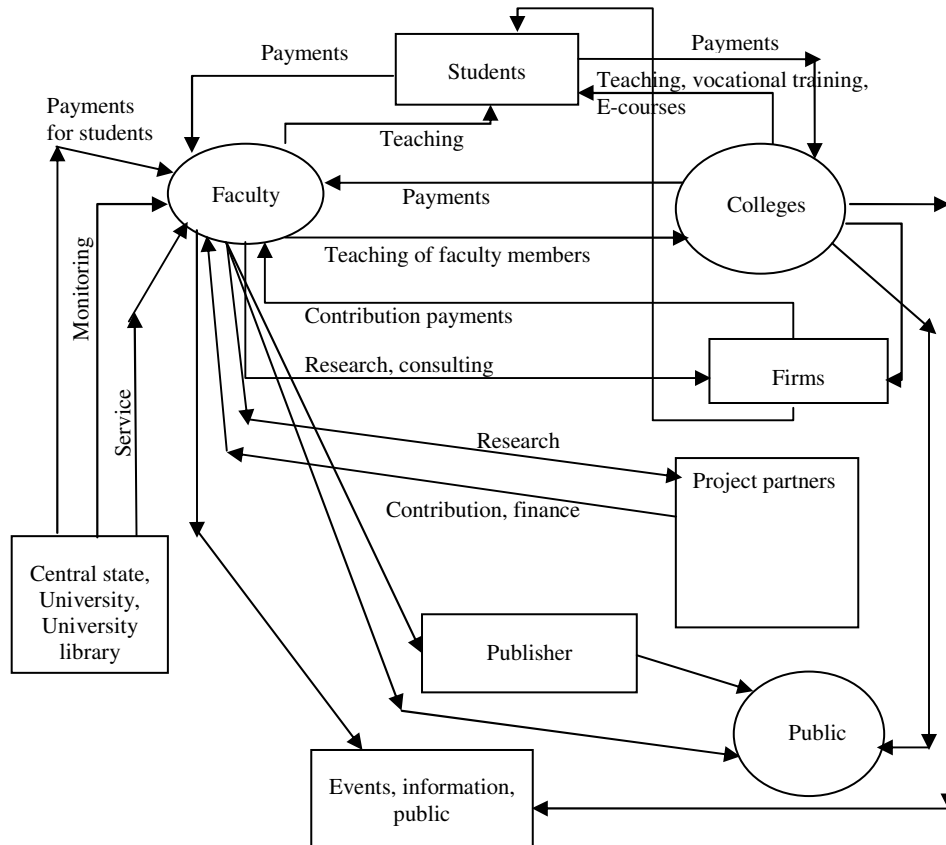 Payments
Students
Payments
Teaching, vocational training,
E-courses
Payments
for students
Teaching
Faculty
Payments
Colleges
Monitoring
Teaching of faculty members
Contribution payments
Service
Research, consulting
Firms
Research
Project partners
Contribution, finance
Central state,
University,
University
library
Publisher
Public
Events, information,
public